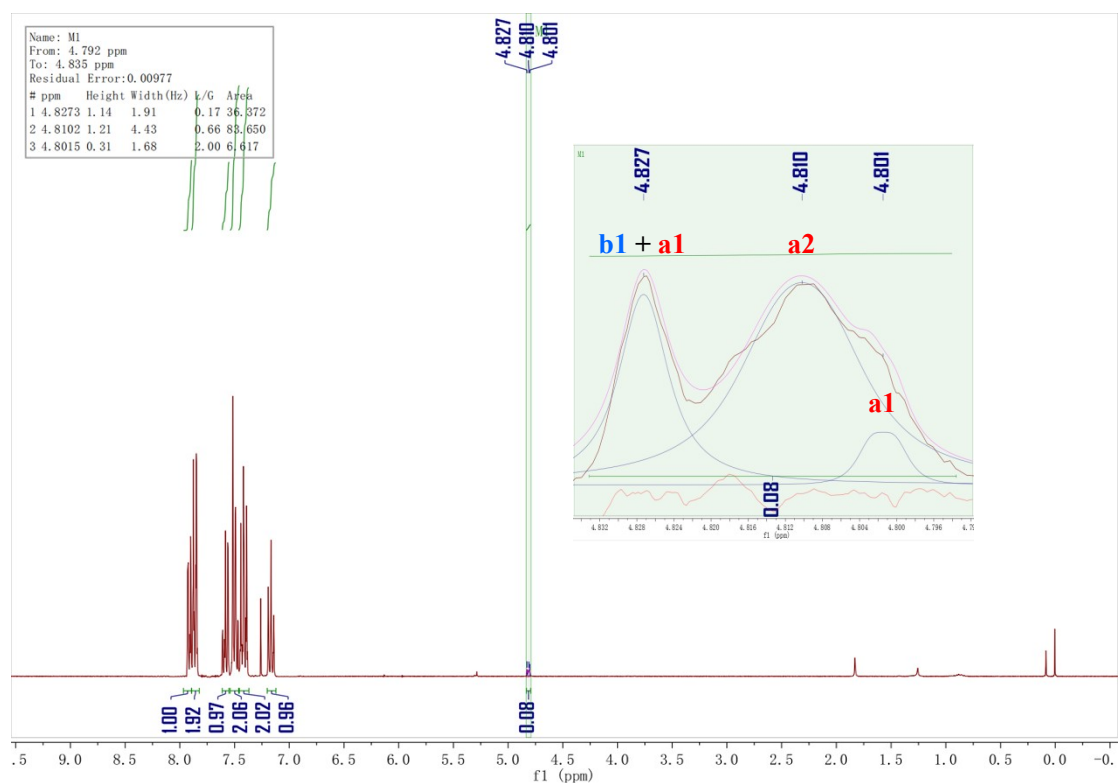 Name: M1
From: 4.792 ppm
To: 4.835 ppm
Residual Error:0.00977
# ppm Height Width(Hz) L/G Area
1 4.8273 1.14 1.91 0.17 36.372
2 4.8102 1.21 4.43 0.66 83.650
3 4.8015 0.31 1.68 2.00 6.617
4.827
4.810
4.801
M1
4.827
4.810
4.801
b1 + a1
a2
a1
0.08
4.832 4.828 4.824 4.820 4.816 4.812 4.808 4.804 4.800 4.796
f1 (ppm)
1.00
1.92
0.97
2.06
2.02
0.96
0.08
9.0 8.5 8.0 7.5 7.0 6.5 6.0 5.5 5.0 4.5 4.0 3.5 3.0 2.5 2.0 1.5 1.0 0.5 0.0
f1 (ppm)